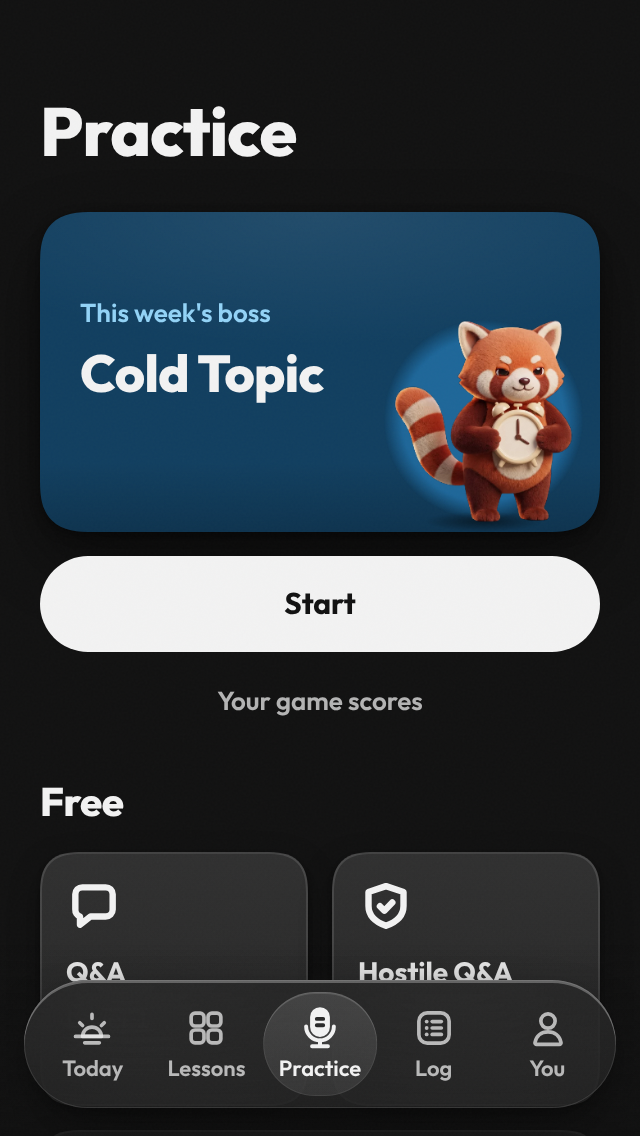 Practice
This week's boss
Cold Topic
Start
Your game scores
Free
Q&A
Hostile Q&A
Today
Lessons
Practice
Log
You